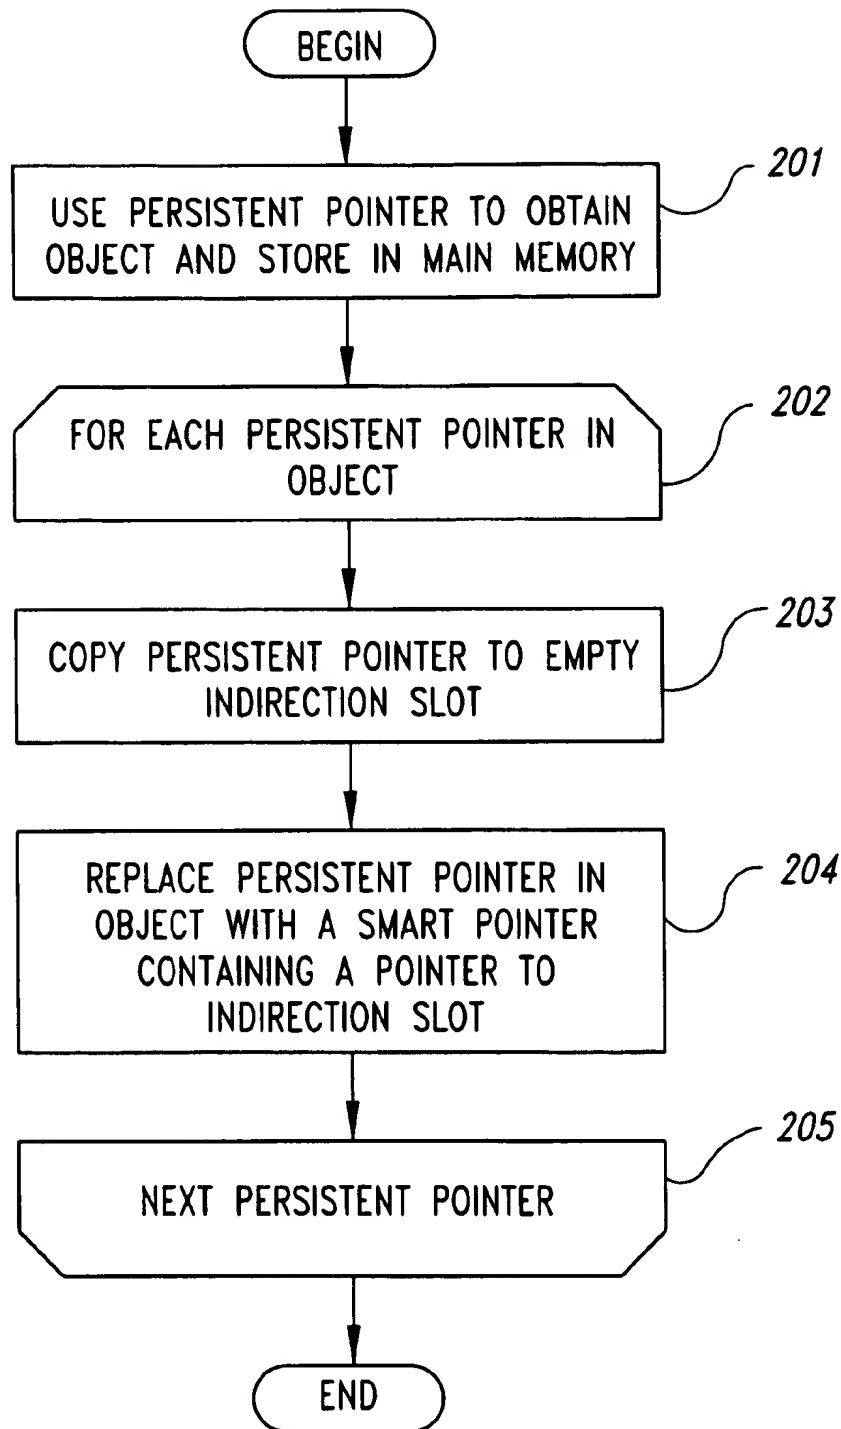 BEGIN
201
USE PERSISTENT POINTER TO OBTAIN
OBJECT AND STORE IN MAIN MEMORY
202
FOR EACH PERSISTENT POINTER IN
OBJECT
203
COPY PERSISTENT POINTER TO EMPTY
INDIRECTION SLOT
204
REPLACE PERSISTENT POINTER IN
OBJECT WITH A SMART POINTER
CONTAINING A POINTER TO
INDIRECTION SLOT
205
NEXT PERSISTENT POINTER
END